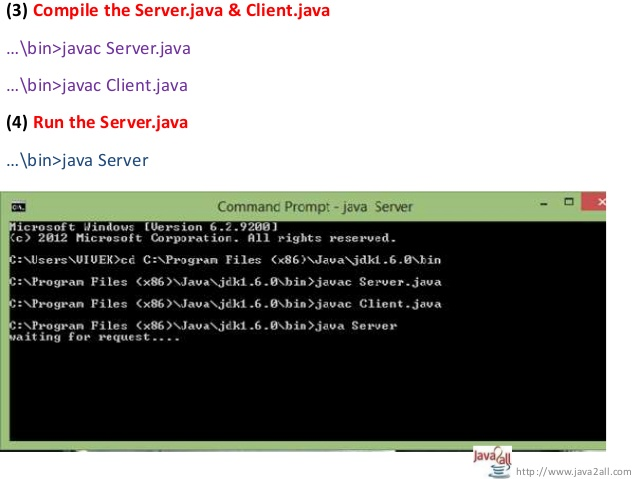 (3) Compile the Server.java & Client.java
...\bin>javac Server.java
...\bin>javac Client.java
(4) Run the Server.java
...\bin>java Server
C:\.
Command Prompt - java Server
Microsoft Windows [Version 6.2.9200]
(c) 2012 Microsoft Corporation. All rights reserved.
C:\Users\VIVEK>cd C:\Program Files (x86)\Java\jdk1.6.0\bin
C:\Program Files (x86)\Java\jdk1.6.0\bin>javac Server.java
C:\Program Files (x86)\Java\jdk1.6.0\bin>javac Client.java
C:\Program Files (x86)\Java\jdk1.6.0\bin>java Server
waiting for request....
Java2all
http://www.java2all.com